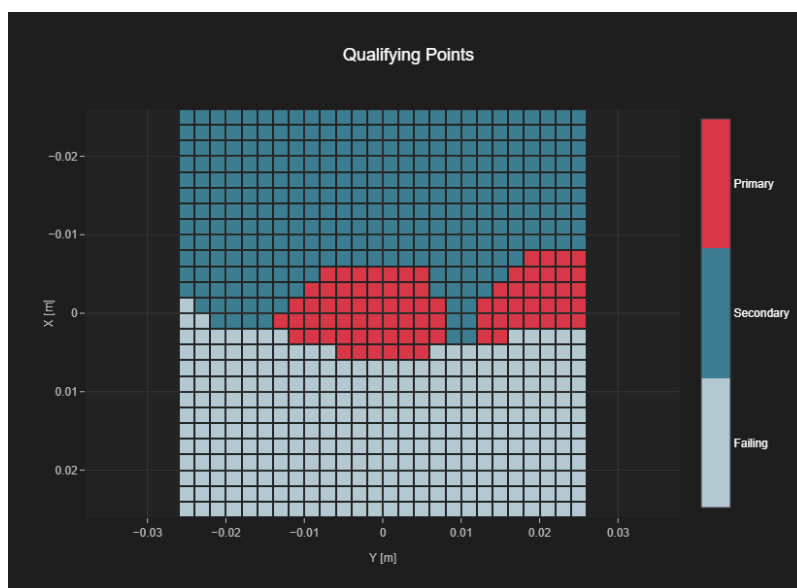 Qualifying Points
−0.02
−0.01
0
0.01
0.02
X [m]
−0.03
−0.02
−0.01
0
0.01
0.02
0.03
Y [m]
Primary
Secondary
Failing